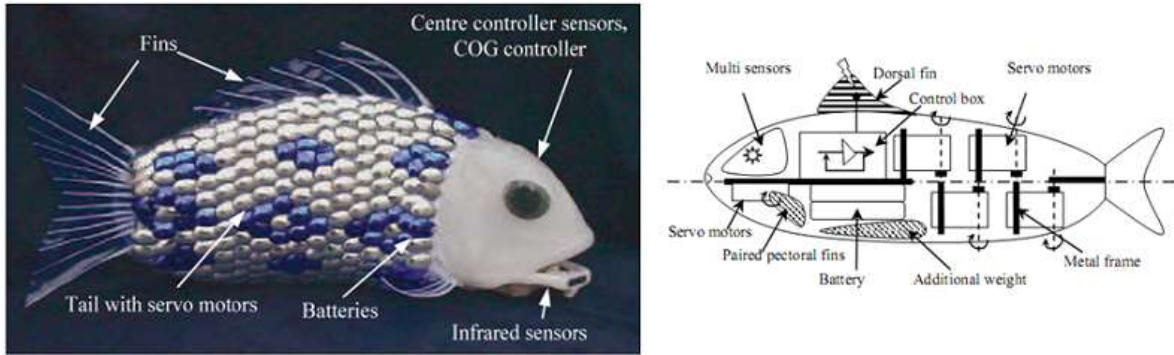 Fins
Centre controller sensors,
COG controller
Tail with servo motors
Batteries
Infrared sensors
Multi sensors
Dorsal fin
Servo motors
Control box
Servo motors
Paired pectoral fins
Battery
Additional weight
Metal frame